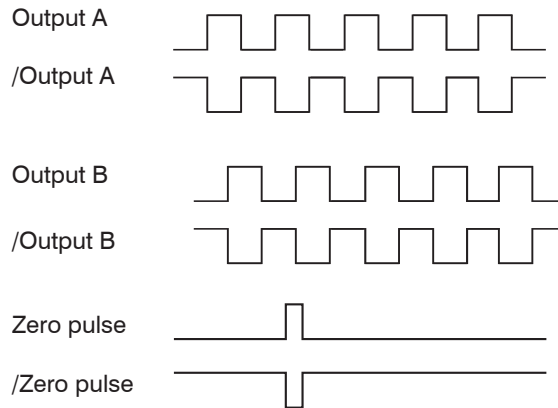 Output A
/Output A
Output B
/Output B
Zero pulse
/Zero pulse